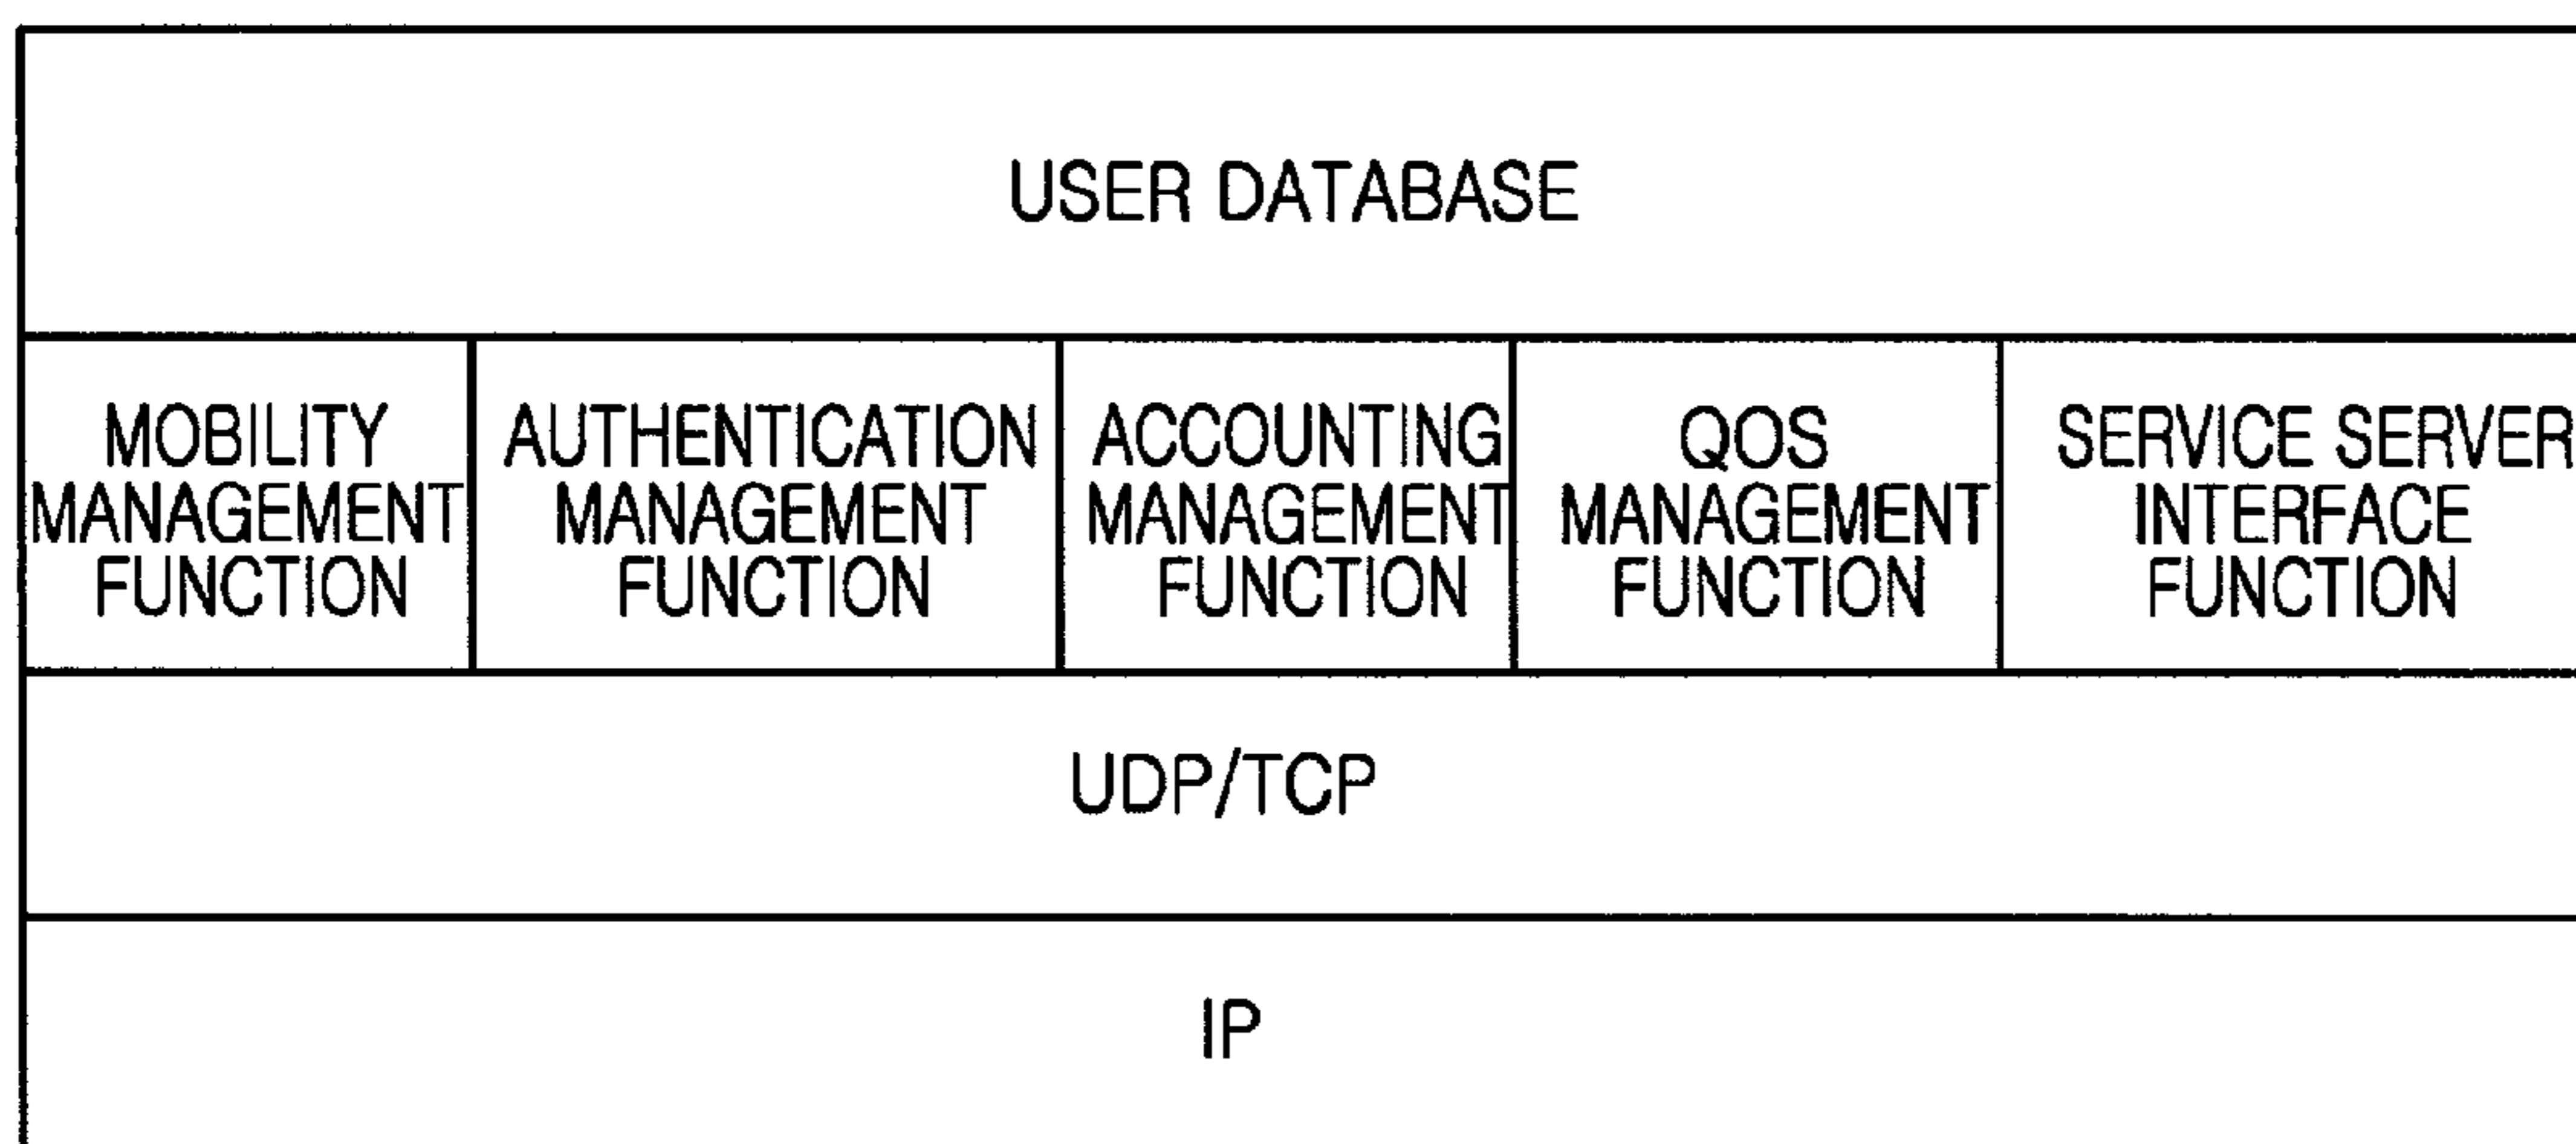 USER DATABASE
MOBILITY
MANAGEMENT
FUNCTION
AUTHENTICATION
MANAGEMENT
FUNCTION
ACCOUNTING
MANAGEMENT
FUNCTION
QOS
MANAGEMENT
FUNCTION
SERVICE SERVER
INTERFACE
FUNCTION
UDP/TCP
IP